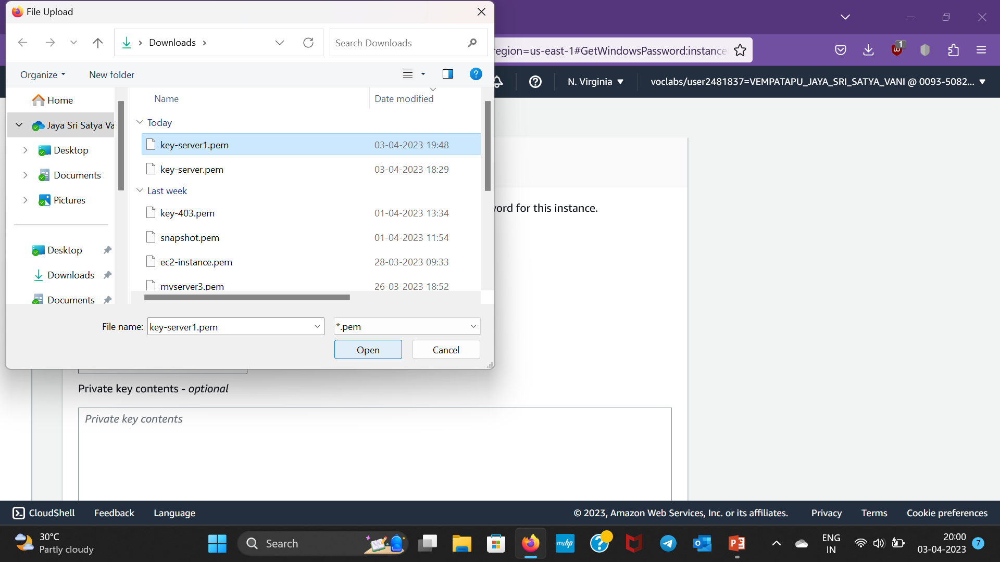 File Upload
Downloads
Search Downloads
region=us-east-1#GetWindowsPassword:instance
1
Organize
New folder
N. Virginia
voclabs/user2481837=VEMPATAPU_JAYA_SRI_SATYA_VANI @ 0093-5082...
Home
Jaya Sri Satya Va
Desktop
Documents
Pictures
Desktop
Downloads
Documents
Name
Date modified
Today
key-server1.pem 03-04-2023 19:48
key-server.pem 03-04-2023 18:29
Last week
key-403.pem 01-04-2023 13:34
snapshot.pem 01-04-2023 11:54
ec2-instance.pem 28-03-2023 09:33
myserver3.pem 26-03-2023 18:52
File name: key-server1.pem
*.pem
Open
Cancel
for this instance.
Private key contents - optional
Private key contents
CloudShell
Feedback
Language
© 2023, Amazon Web Services, Inc. or its affiliates.
Privacy
Terms
Cookie preferences
30°C
Partly cloudy
Search
myhp
ENG
IN
20:00
03-04-2023
7